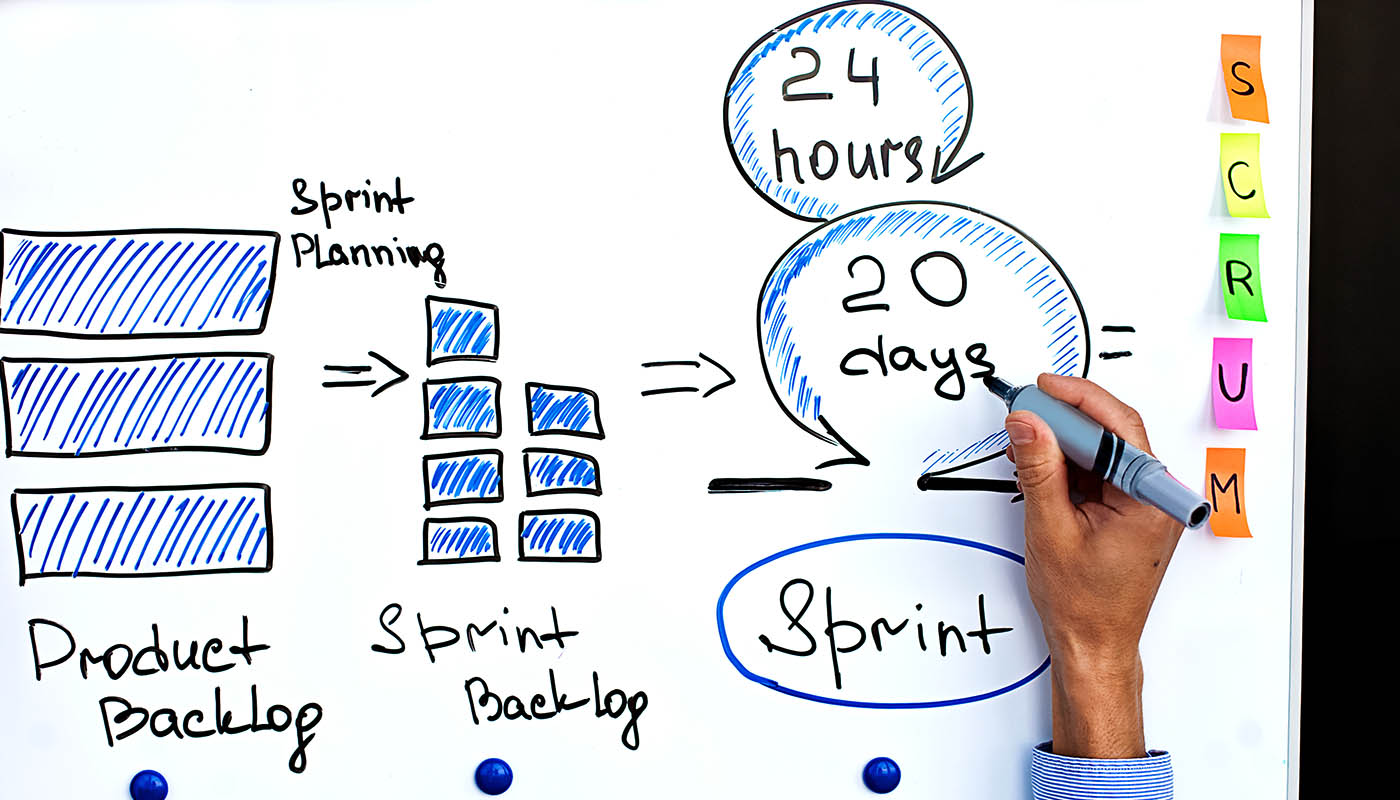 Sprint
Planning
Product
Backlog
Sprint
Backlog
24
hours
20
days
=
Sprint
S
C
R
U
M